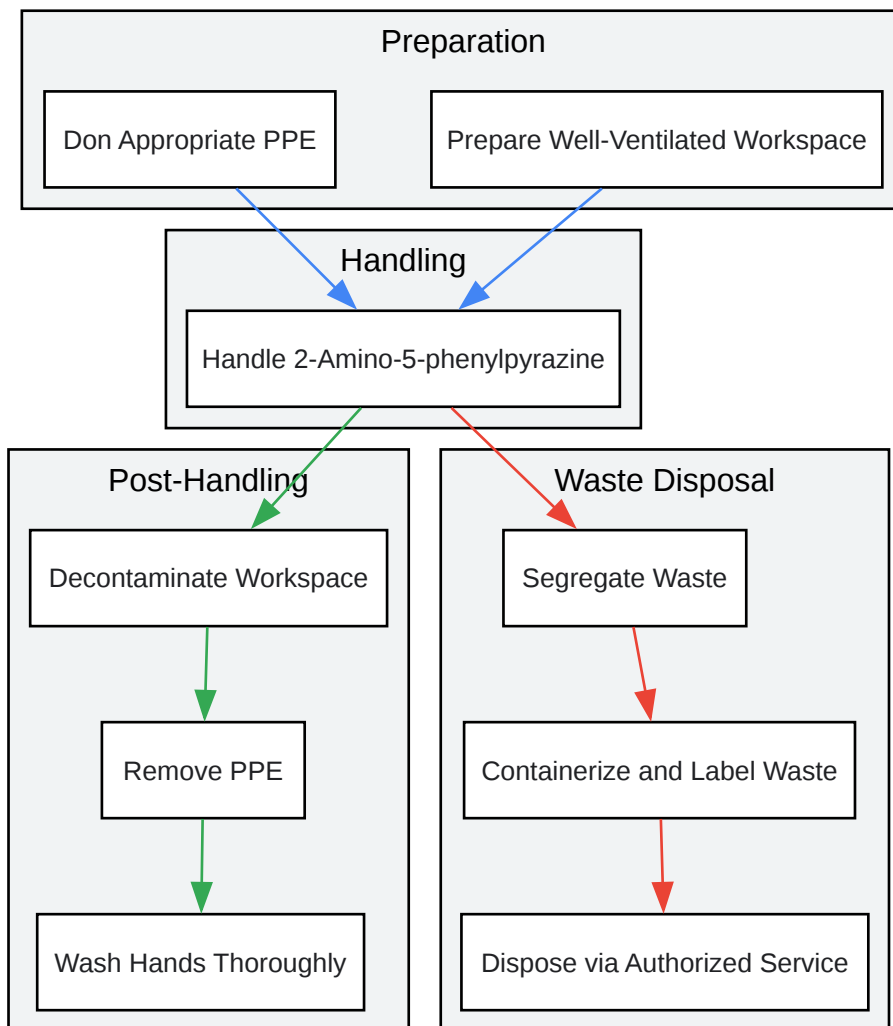 Preparation
Don Appropriate PPE
Prepare Well-Ventilated Workspace
Handling
Handle 2-Amino-5-phenylpyrazine
Post-Handling
Decontaminate Workspace
Remove PPE
Wash Hands Thoroughly
Waste Disposal
Segregate Waste
Containerize and Label Waste
Dispose via Authorized Service